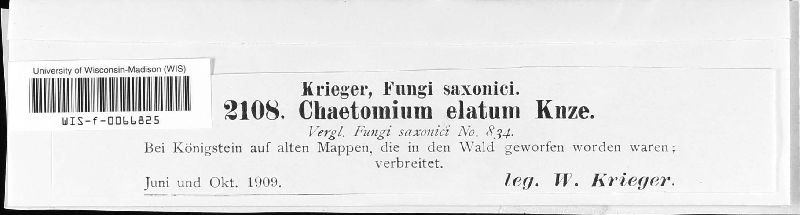 University of Wisconsin-Madison (WIS)
WIS-f-0066825
Krieger, Fungi saxonici.
2108. Chaetomium elatum Knze.
Vergl. Fungi saxonici No. 834.
Bei Königstein auf alten Mappen, die in den Wald geworfen worden waren;
verbreitet.
Juni und Okt. 1909.
leg. W. Krieger.